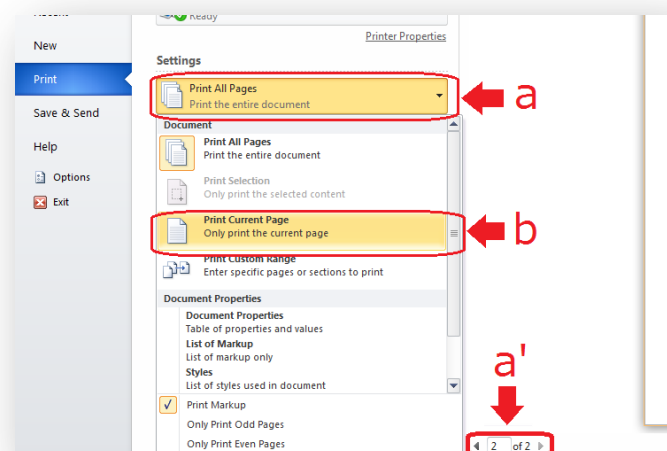 Ready
Printer Properties
New
Settings
Print
Print All Pages
Print the entire document
a
Save & Send
Document
Print All Pages
Print the entire document
Help
Options
Print Selection
Only print the selected content
Exit
Print Current Page
Only print the current page
b
Print Custom Range
Enter specific pages or sections to print
Document Properties
Document Properties
Table of properties and values
List of Markup
List of markup only
Styles
List of styles used in document
a'
Print Markup
Only Print Odd Pages
Only Print Even Pages
2 of 2